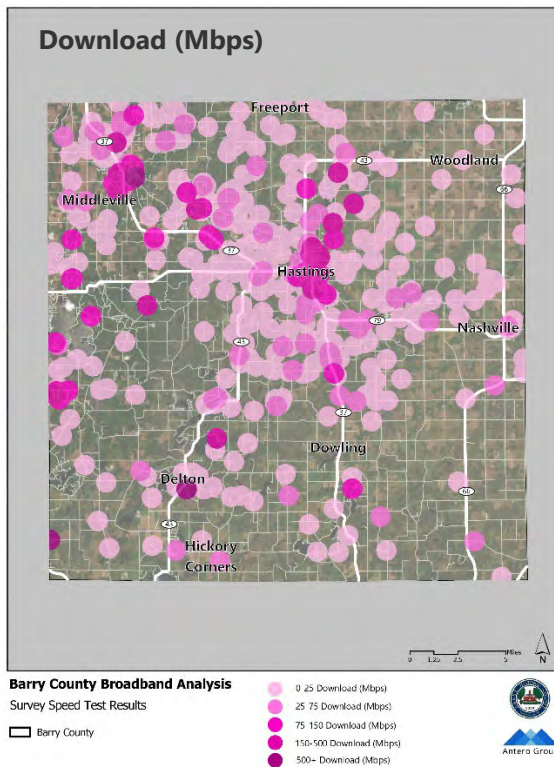 Download (Mbps)
Freeport
37
43
Woodland
66
Middleville
37
Hastings
79
Nashville
43
37
Dowling
Delton
66
43
Hickory
Corners
0 1.25 2.5 5 Miles
N
Barry County Broadband Analysis
Survey Speed Test Results
Barry County
0 25 Download (Mbps)
25 75 Download (Mbps)
75-150 Download (Mbps)
150-500 Download (Mbps)
500+ Download (Mbps)
Antero Group